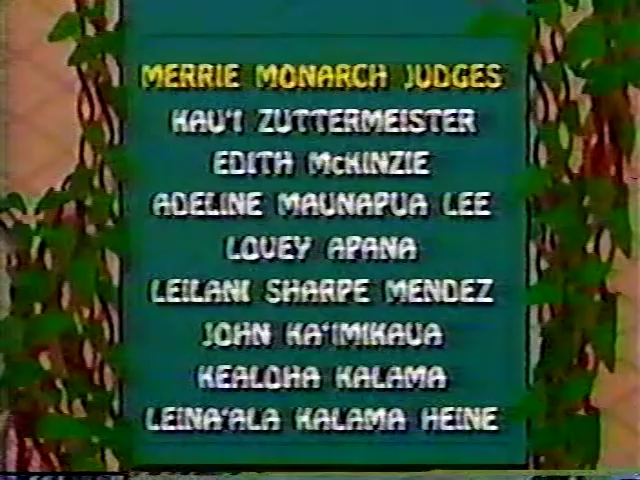 MERRIE MONARCH JUDGES
KAU'I ZUTTERMEISTER
EDITH McKINZIE
ADELINE MAUNAPUA LEE
LOVEY APANA
LEILANI SHARPE MENDEZ
JOHN KA'IMIKAUA
KEALOHA KALAMA
LEINA'ALA KALAMA HEINE